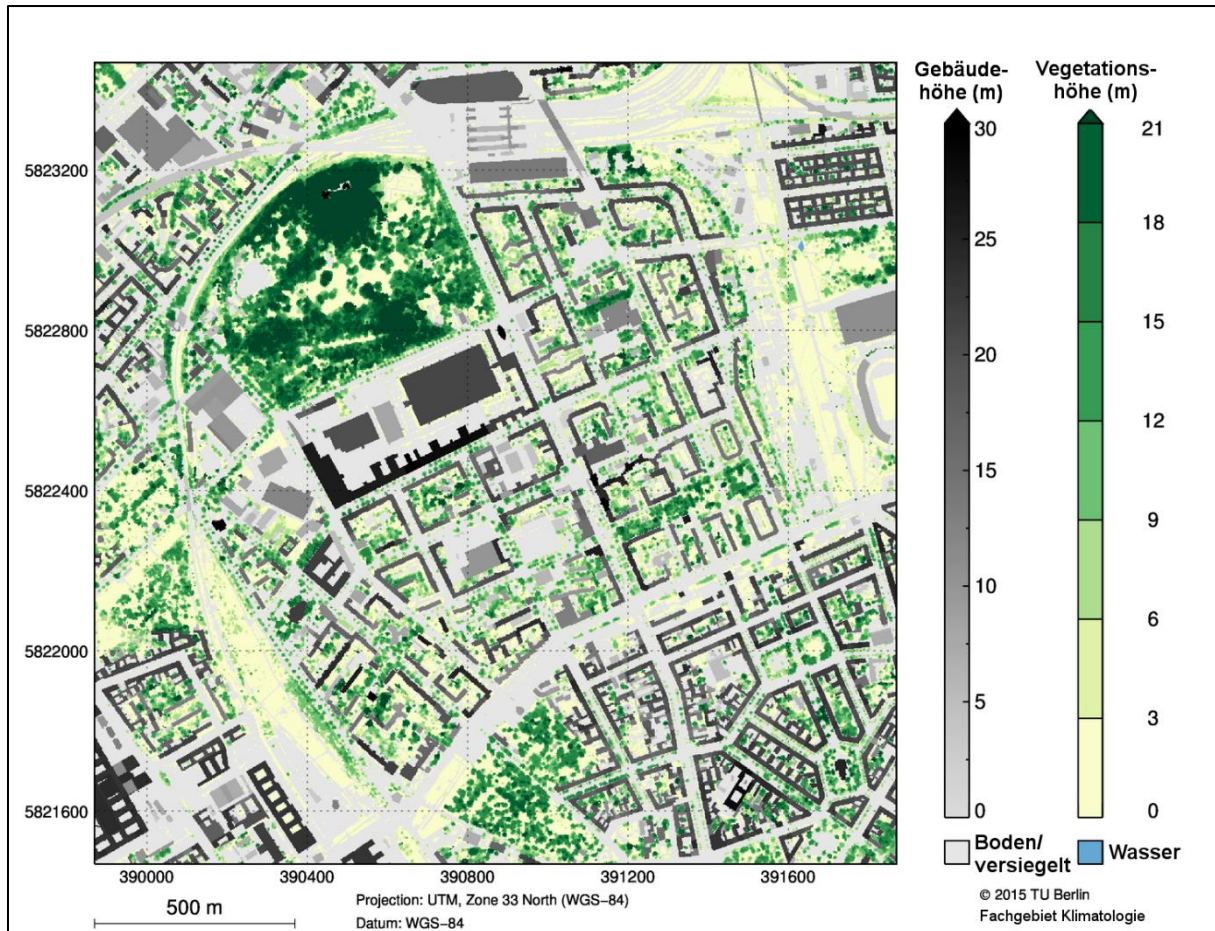 Gebäude-
höhe (m)
Vegetations-
höhe (m)
30
25
20
15
10
5
0
21
18
15
12
9
6
3
0
Boden/
versiegelt
Wasser
5823200
5822800
5822400
5822000
5821600
390000
390400
390800
391200
391600
500 m
Projection: UTM, Zone 33 North (WGS−84)
Datum: WGS−84
© 2015 TU Berlin
Fachgebiet Klimatologie